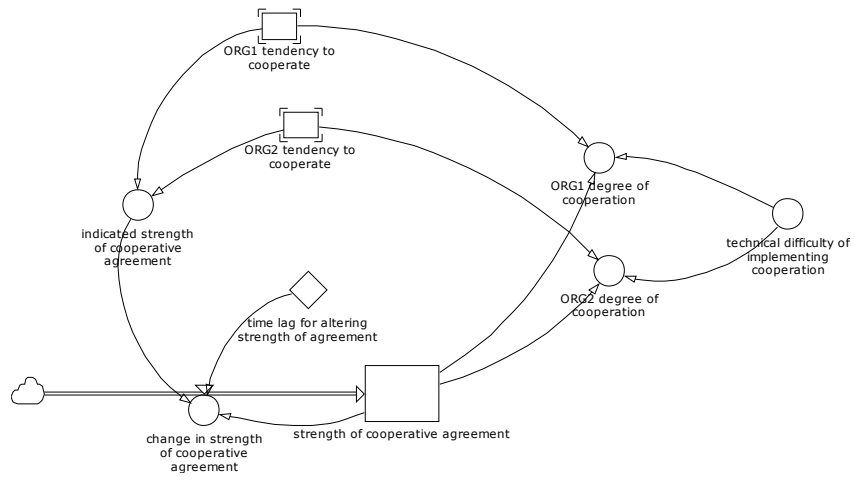 ORG1 tendency to
cooperate
ORG2 tendency to
cooperate
ORG1 degree of
cooperation
indicated strength
of cooperative
agreement
technical difficulty of
implementing
cooperation
ORG2 degree of
cooperation
time lag for altering
strength of agreement
strength of cooperative agreement
change in strength
of cooperative
agreement